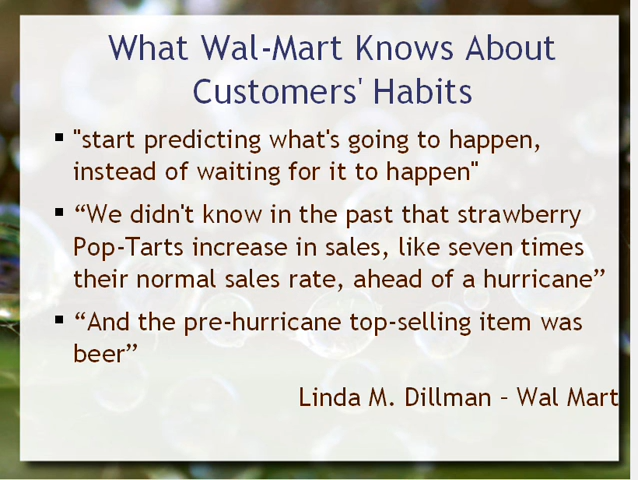 What Wal-Mart Knows About
Customers' Habits
▪ "start predicting what's going to happen,
instead of waiting for it to happen"
▪ “We didn't know in the past that strawberry
Pop-Tarts increase in sales, like seven times
their normal sales rate, ahead of a hurricane”
▪ “And the pre-hurricane top-selling item was
beer”
Linda M. Dillman – Wal Mart